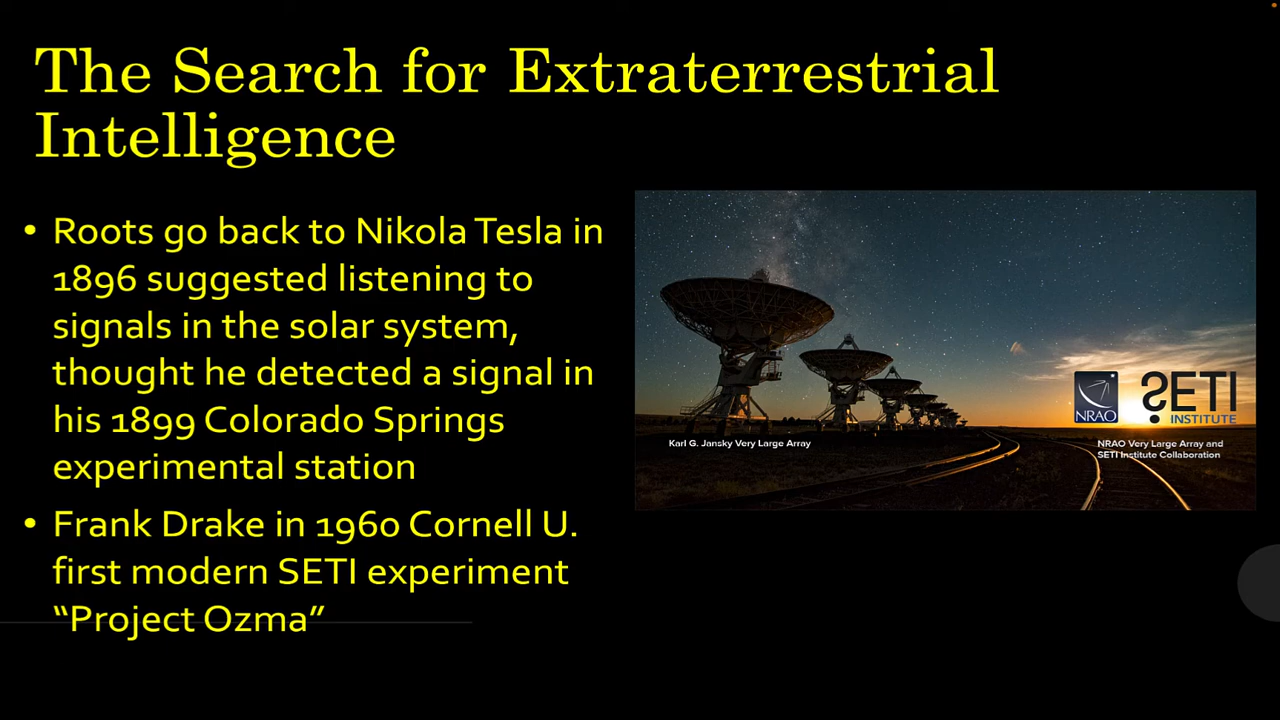 The Search for Extraterrestrial
Intelligence
• Roots go back to Nikola Tesla in
1896 suggested listening to
signals in the solar system,
thought he detected a signal in
his 1899 Colorado Springs
experimental station
• Frank Drake in 1960 Cornell U.
first modern SETI experiment
“Project Ozma”
NRAO
SETI
INSTITUTE
Karl G. Jansky Very Large Array
NRAO Very Large Array and
SETI Institute Collaboration